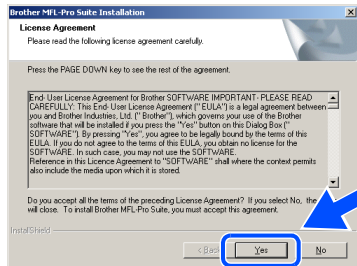 Brother MFL-Pro Suite Installation
License Agreement
Please read the following license agreement carefully.
Press the PAGE DOWN key to see the rest of the agreement.
End- User License Agreement for Brother SOFTWARE IMPORTANT - PLEASE READ
CAREFULLY: This End- User License Agreement (" EULA") is a legal agreement between
you and Brother Industries, Ltd. (" Brother"), which governs your use of the Brother
software that will be installed if you press the "Yes" button on this Dialog Box ("
SOFTWARE"). By pressing "Yes", you agree to be legally bound by the terms of this
EULA. If you do not agree to the terms of this EULA, you obtain no license for the
SOFTWARE. In such case, you may not use the SOFTWARE.
Reference in this Licence Agreement to "SOFTWARE" shall where the context permits
also include the media upon which it is stored.
Do you accept all the terms of the preceding License Agreement? If you select No, the
will close. To install Brother MFL-Pro Suite, you must accept this agreement.
InstallShield
< Back
Yes
No